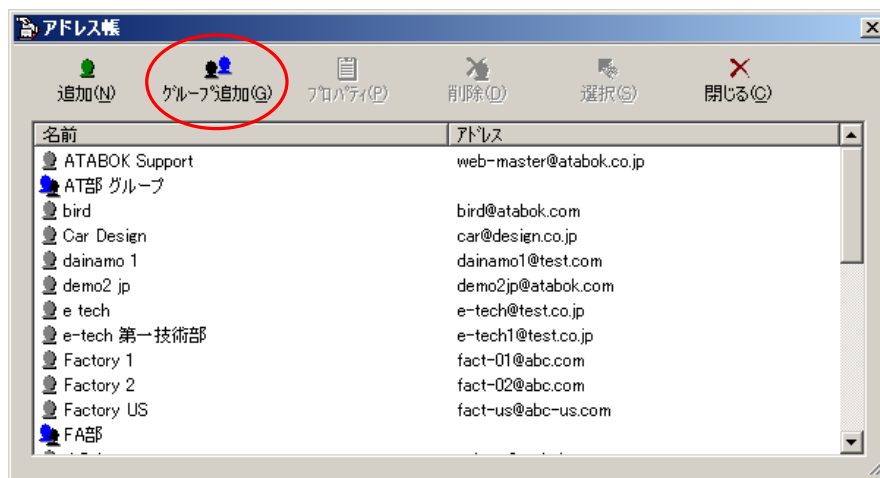 アドレス帳
追加(N) グループ追加(G) プロパティ(P) 削除(D) 選択(S) 閉じる(C)
名前 アドレス
ATABOK Support web-master@atabok.co.jp
AT部 グループ
bird bird@atabok.com
Car Design car@design.co.jp
dainamo 1 dainamo1@test.com
demo2 jp demo2jp@atabok.com
e tech e-tech@test.co.jp
e-tech 第一技術部 e-tech1@test.co.jp
Factory 1 fact-01@abc.com
Factory 2 fact-02@abc.com
Factory US fact-us@abc-us.com
FA部